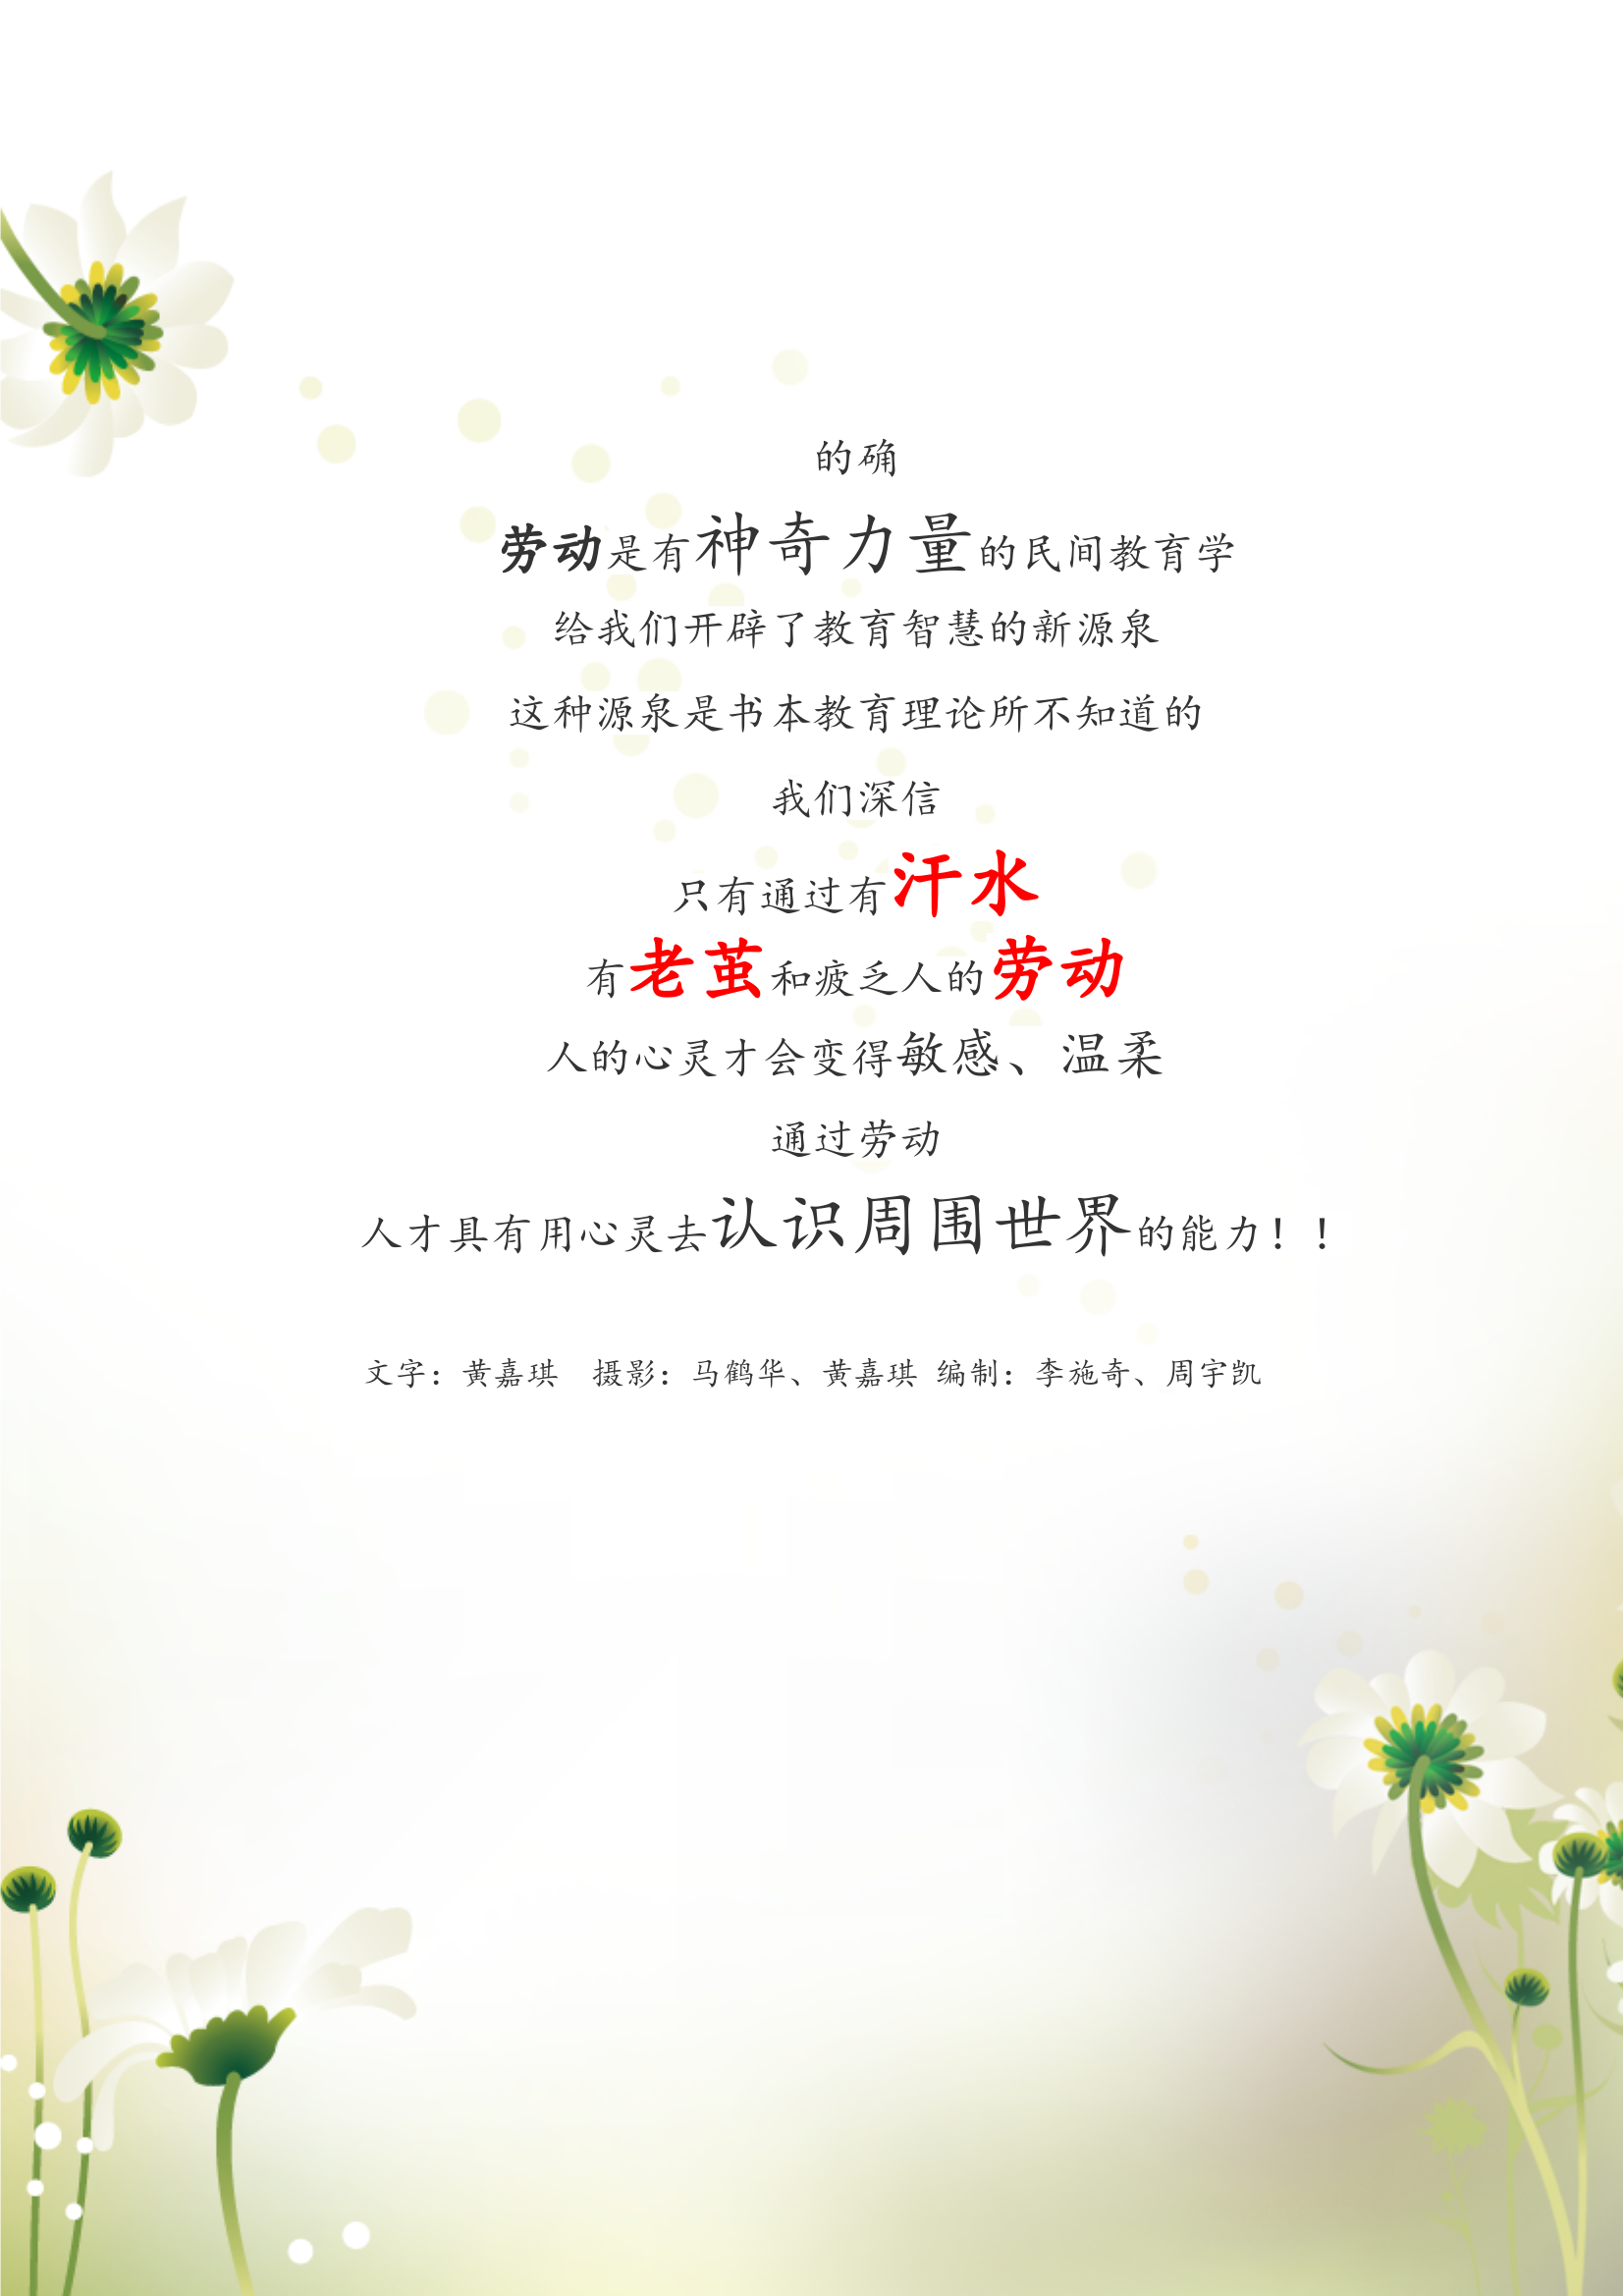 的确
劳动是有神奇力量的民间教育学
给我们开辟了教育智慧的新源泉
这种源泉是书本教育理论所不知道的
我们深信
只有通过有汗水
有老茧和疲乏人的劳动
人的心灵才会变得敏感、温柔
通过劳动
人才具有用心灵去认识周围世界的能力！！
文字：黄嘉琪 摄影：马鹤华、黄嘉琪 编制：李施奇、周宇凯